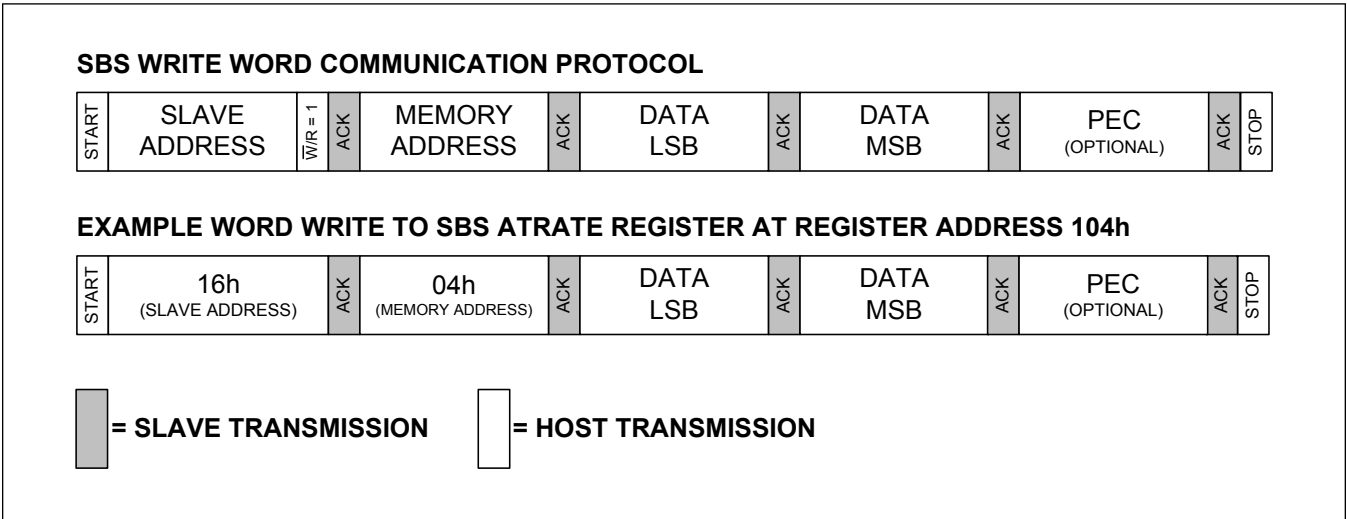 SBS WRITE WORD COMMUNICATION PROTOCOL
START SLAVE ADDRESS W̅/R = 1 ACK MEMORY ADDRESS ACK DATA LSB ACK DATA MSB ACK PEC (OPTIONAL) ACK STOP
EXAMPLE WORD WRITE TO SBS ATRATE REGISTER AT REGISTER ADDRESS 104h
START 16h (SLAVE ADDRESS) ACK 04h (MEMORY ADDRESS) ACK DATA LSB ACK DATA MSB ACK PEC (OPTIONAL) ACK STOP
= SLAVE TRANSMISSION = HOST TRANSMISSION